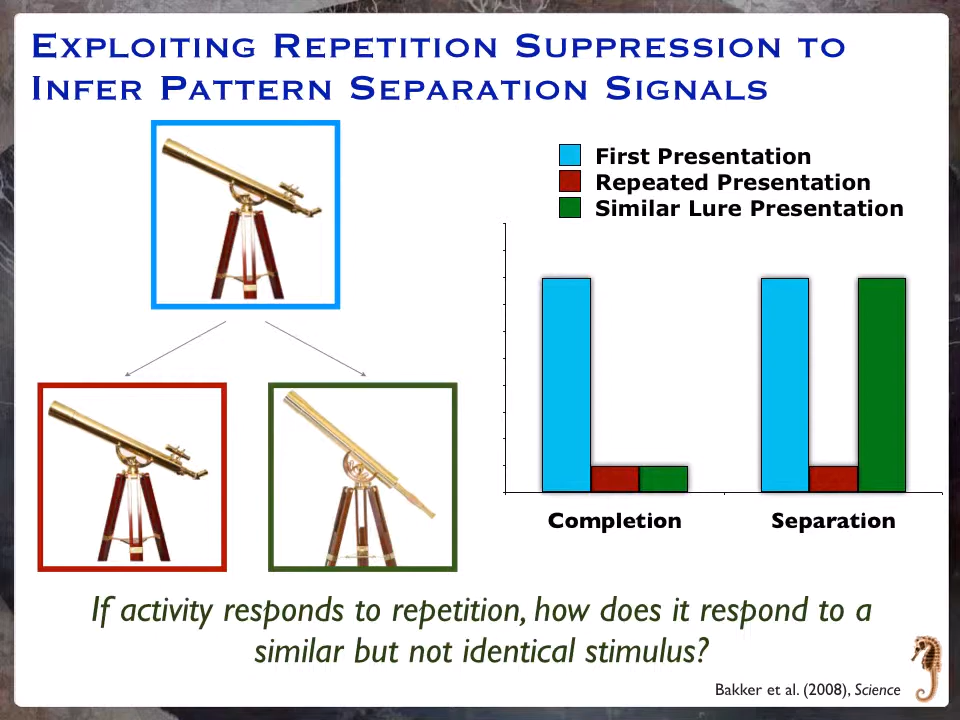 Exploiting Repetition Suppression to
Infer Pattern Separation Signals
First Presentation
Repeated Presentation
Similar Lure Presentation
Completion
Separation
If activity responds to repetition, how does it respond to a
similar but not identical stimulus?
Bakker et al. (2008), Science